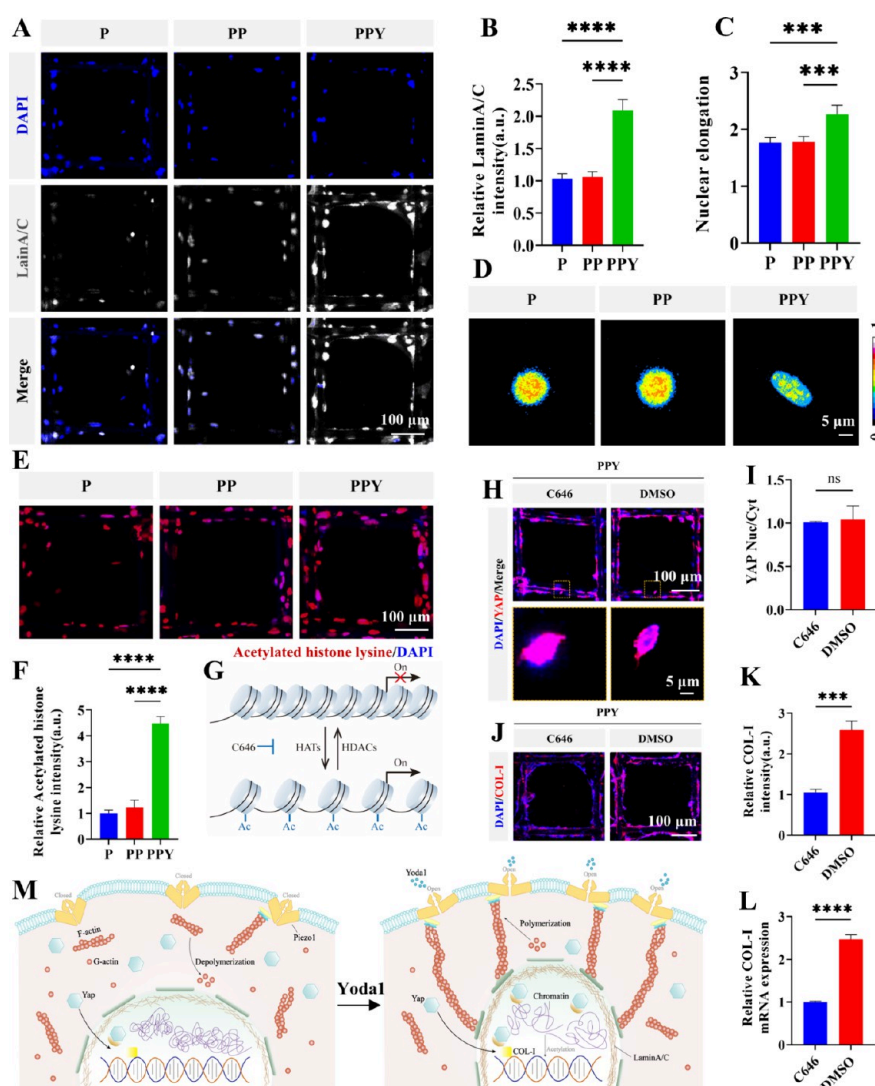 A
P PP PPY
DAPI
LainA/C
Merge
100 µm
B
****
****
Relative LaminA/C
intensity(a.u.)
2.5
2.0
1.5
1.0
0.5
0.0
P PP PPY
C
***
***
Nuclear elongation
3
2
1
0
P PP PPY
D
P PP PPY
5 µm
E
P PP PPY
100 µm
Acetylated histone lysine/DAPI
F
****
****
Relative Acetylated histone
lysine intensity(a.u.)
5
4
3
2
1
0
P PP PPY
G
On
C646
HATs HDACs
On
Ac Ac Ac Ac Ac
H
PPY
C646 DMSO
DAPI/YAP/Merge
100 µm
5 µm
I
ns
YAP Nuc/Cyt
1.5
1.0
0.5
0.0
C646 DMSO
J
PPY
C646 DMSO
DAPI/COL-I
100 µm
K
***
Relative COL-I
intensity(a.u.)
3
2
1
0
C646 DMSO
L
****
Relative COL-I
mRNA expression
3
2
1
0
C646 DMSO
M
Closed Closed Closed
F-actin
G-actin
Piezo1
Depolymerization
Yap
Yoda1
Yoda1
Open Open Open Open
Polymerization
Yap
Chromatin
COL-1
Acetylation
LaminA/C